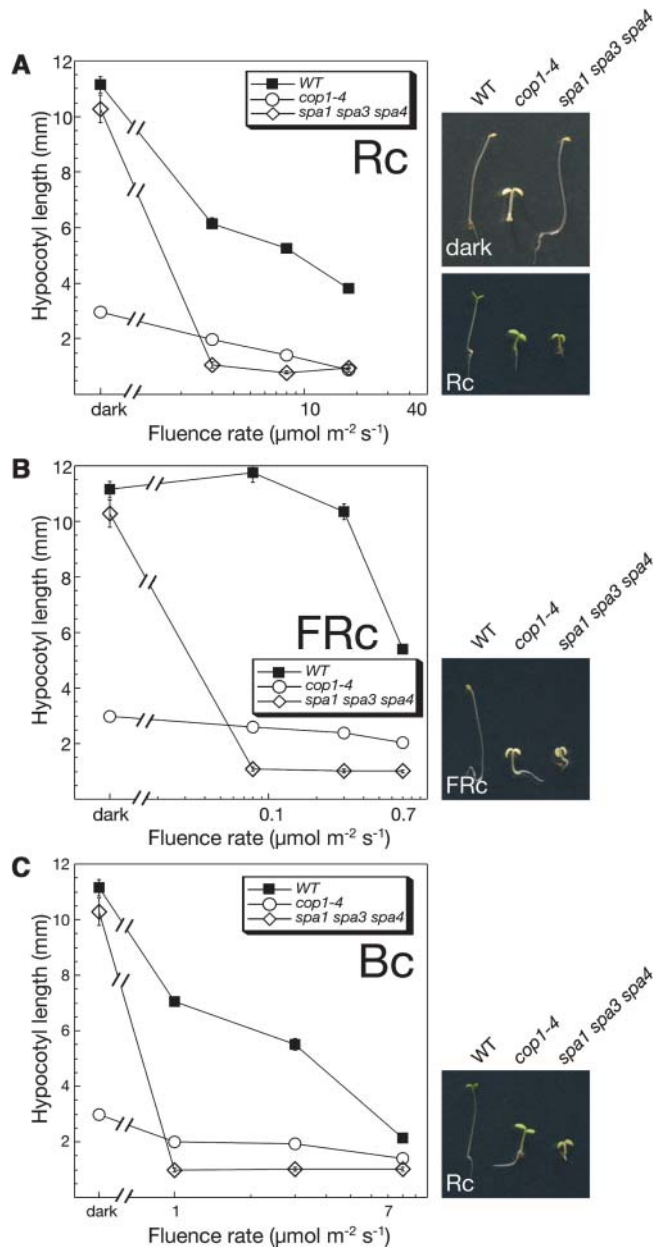 A
12
10
8
6
4
2
Hypocotyl length (mm)
WT
cop1-4
spa1 spa3 spa4
Rc
dark
10
40
Fluence rate (µmol m⁻² s⁻¹)
WT
cop1-4
spa1 spa3 spa4
dark
Rc
B
12
10
8
6
4
2
Hypocotyl length (mm)
FRc
WT
cop1-4
spa1 spa3 spa4
dark
0.1
0.7
Fluence rate (µmol m⁻² s⁻¹)
WT
cop1-4
spa1 spa3 spa4
FRc
C
12
10
8
6
4
2
Hypocotyl length (mm)
WT
cop1-4
spa1 spa3 spa4
Bc
dark
1
7
Fluence rate (µmol m⁻² s⁻¹)
WT
cop1-4
spa1 spa3 spa4
Rc